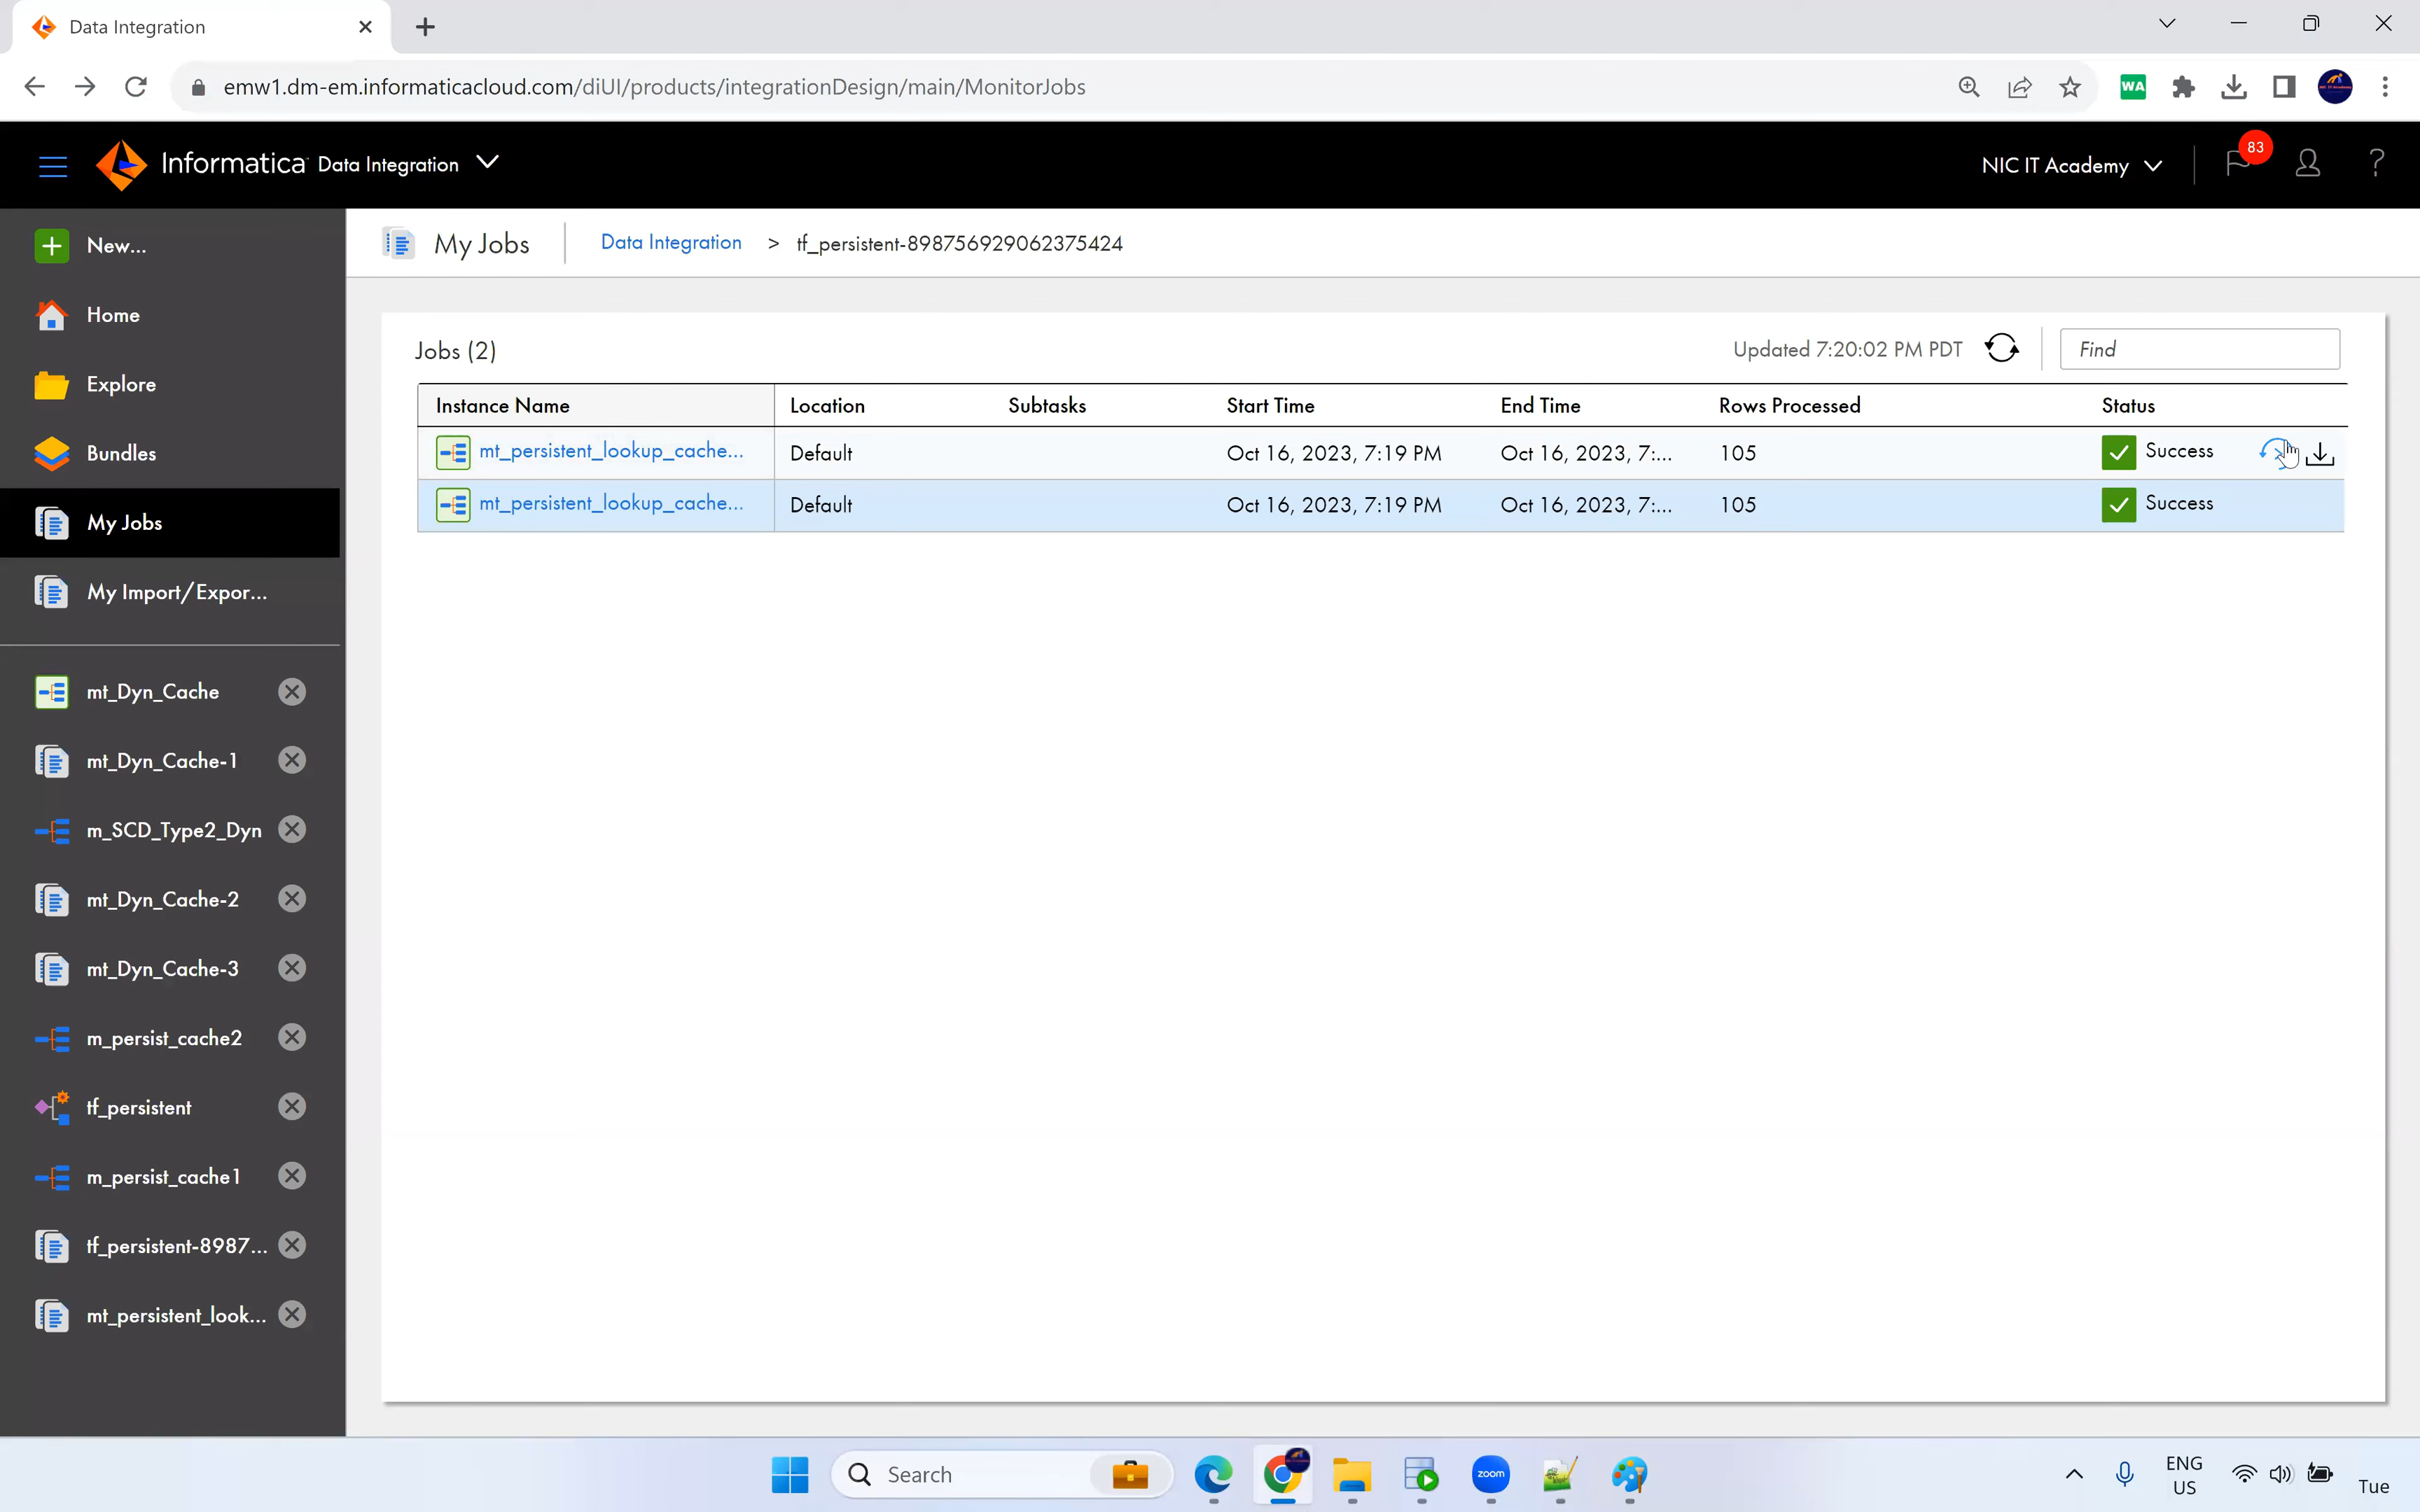 Data Integration
emw1.dm-em.informaticacloud.com/diUI/products/integrationDesign/main/MonitorJobs
WA
Informatica Data Integration
NIC IT Academy
83
?
New...
Home
Explore
Bundles
My Jobs
My Import/Expor...
mt_Dyn_Cache
mt_Dyn_Cache-1
m_SCD_Type2_Dyn
mt_Dyn_Cache-2
mt_Dyn_Cache-3
m_persist_cache2
tf_persistent
m_persist_cache1
tf_persistent-8987...
mt_persistent_look...
My Jobs
Data Integration > tf_persistent-898756929062375424
Jobs (2)
Updated 7:20:02 PM PDT
Find
Instance Name Location Subtasks Start Time End Time Rows Processed Status
mt_persistent_lookup_cache... Default Oct 16, 2023, 7:19 PM Oct 16, 2023, 7:... 105 Success
mt_persistent_lookup_cache... Default Oct 16, 2023, 7:19 PM Oct 16, 2023, 7:... 105 Success
Search
zoom
ENG
US
Tue